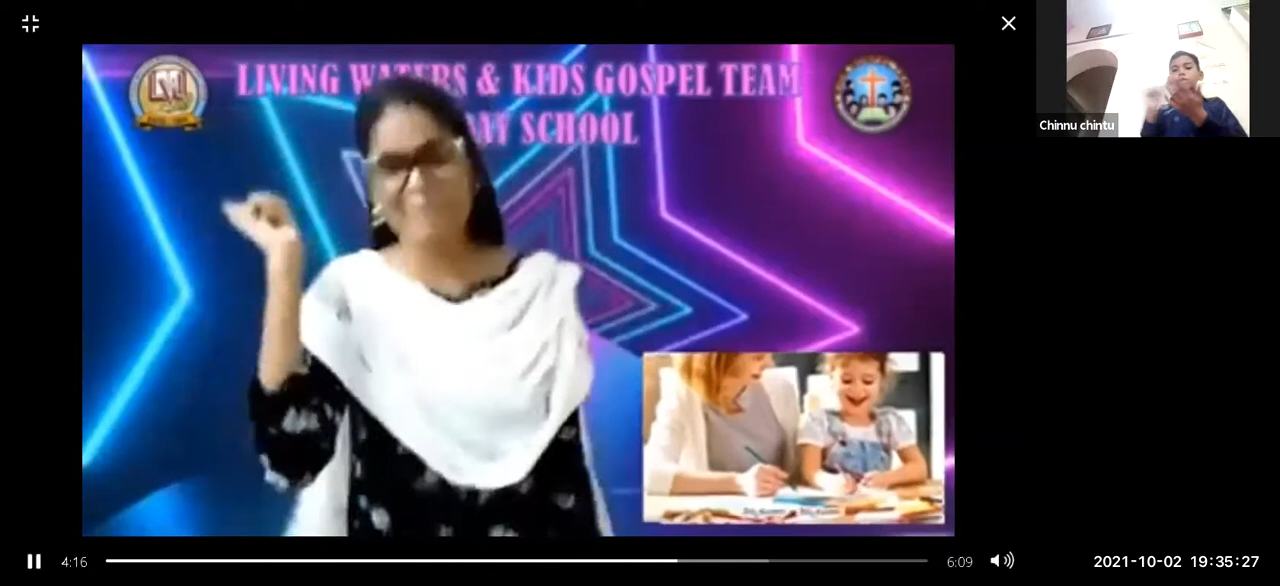 LIVING WATERS & KIDS GOSPEL TEAM
SCHOOL
Chinnu chintu
4:16
6:09
2021-10-02 19:35:27